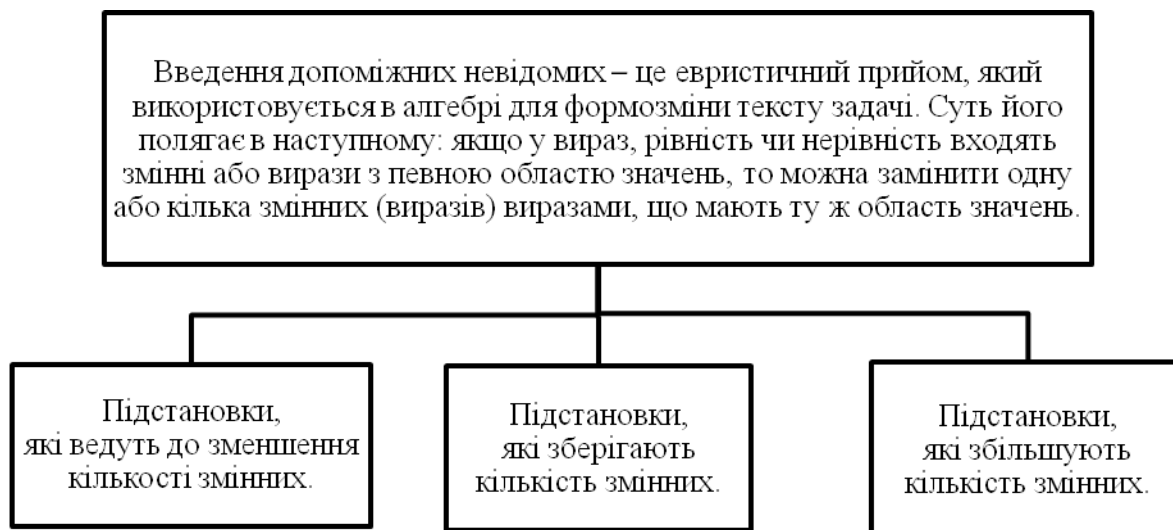 Введення допоміжних невідомих – це евристичний прийом, який
використовується в алгебрі для формозміни тексту задачі. Суть його
полягає в наступному: якщо у вираз, рівність чи нерівність входять
змінні або вирази з певною областю значень, то можна замінити одну
або кілька змінних (виразів) виразами, що мають ту ж область значень.
Підстановки,
які ведуть до зменшення
кількості змінних.
Підстановки,
які зберігають
кількість змінних.
Підстановки,
які збільшують
кількість змінних.